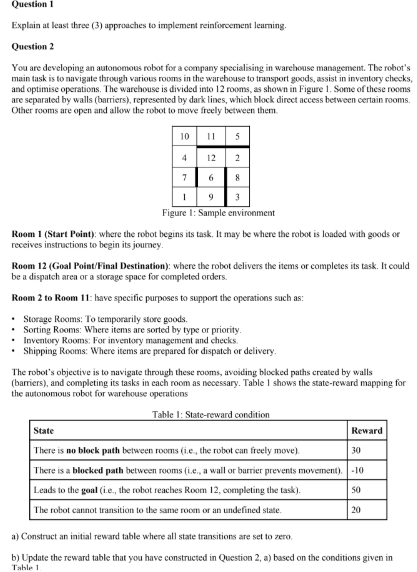 Question 1
Explain at least three (3) approaches to implement reinforcement learning.
Question 2
You are developing an autonomous robot for a company specialising in warehouse management. The robot's
main task is to navigate through various rooms in the warehouse to transport goods, assist in inventory checks,
and optimise operations. The warehouse is divided into 12 rooms, as shown in Figure 1. Some of these rooms
are separated by walls (barriers), represented by dark lines, which block direct access between certain rooms.
Other rooms are open and allow the robot to move freely between them.
10 11 5
4 12 2
7 6 8
1 9 3
Figure 1: Sample environment
Room 1 (Start Point): where the robot begins its task. It may be where the robot is loaded with goods or
receives instructions to begin its journey.
Room 12 (Goal Point/Final Destination): where the robot delivers the items or completes its task. It could
be a dispatch area or a storage space for completed orders.
Room 2 to Room 11: have specific purposes to support the operations such as:
• Storage Rooms: To temporarily store goods.
• Sorting Rooms: Where items are sorted by type or priority.
• Inventory Rooms: For inventory management and checks.
• Shipping Rooms: Where items are prepared for dispatch or delivery.
The robot's objective is to navigate through these rooms, avoiding blocked paths created by walls
(barriers), and completing its tasks in each room as necessary. Table 1 shows the state-reward mapping for
the autonomous robot for warehouse operations
Table 1: State-reward condition
State Reward
There is no block path between rooms (i.e., the robot can freely move). 30
There is a blocked path between rooms (i.e., a wall or barrier prevents movement). -10
Leads to the goal (i.e., the robot reaches Room 12, completing the task). 50
The robot cannot transition to the same room or an undefined state. 20
a) Construct an initial reward table where all state transitions are set to zero.
b) Update the reward table that you have constructed in Question 2, a) based on the conditions given in
Table 1